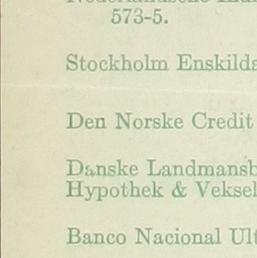 573-5.
Stockholm Enskilda
Den Norske Credit
Danske Landmansb
Hypothek & Veksel
Banco Nacional Ult